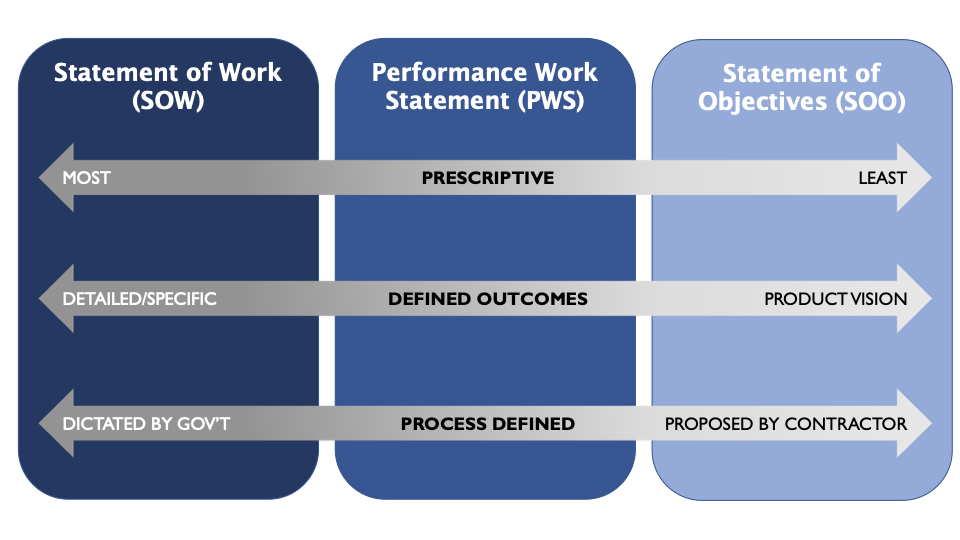 Statement of Work
(SOW)
Performance Work
Statement (PWS)
Statement of
Objectives (SOO)
MOST PRESCRIPTIVE LEAST
DETAILED/SPECIFIC DEFINED OUTCOMES PRODUCT VISION
DICTATED BY GOV'T PROCESS DEFINED PROPOSED BY CONTRACTOR